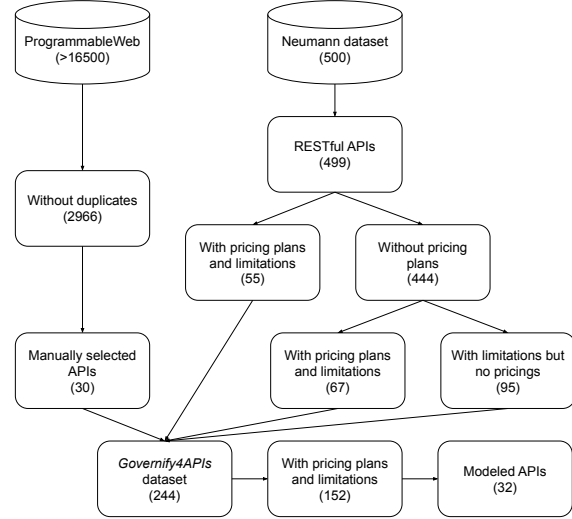 ProgrammableWeb
(>16500)
Neumann dataset
(500)
RESTful APIs
(499)
Without duplicates
(2966)
With pricing plans
and limitations
(55)
Without pricing
plans
(444)
Manually selected
APIs
(30)
With pricing plans
and limitations
(67)
With limitations but
no pricings
(95)
Governify4APIs
dataset
(244)
With pricing plans
and limitations
(152)
Modeled APIs
(32)